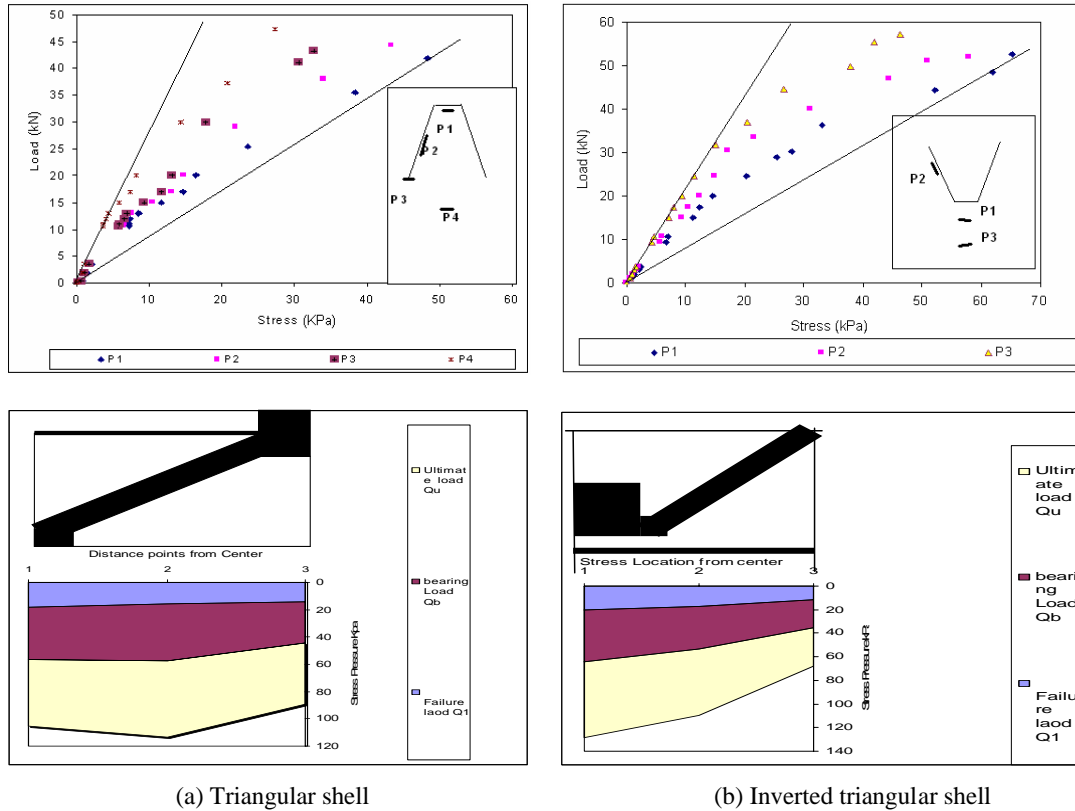 50
45
40
35
30
25
20
15
10
5
0
Load (kN)
0 10 20 30 40 50 60
Stress (KPa)
P1
P2
P3
P4
P1 P2 P3 P4
60
50
40
30
20
10
0
Load (kN)
0 10 20 30 40 50 60 70
Stress (kPa)
P2
P1
P3
P1 P2 P3
Distance points from Center
1 2 3
0
20
40
60
80
100
120
Stress Pressure Kpa
Ultimat
e load
Qu
bearing
Load Qb
Failure
laod Q1
Stress Location from center
1 2 3
0
20
40
60
80
100
120
140
Stress Pressure
Ultim
ate
load
Qu
beari
ng
Load
Qb
Failu
re
laod
Q1
(a) Triangular shell
(b) Inverted triangular shell